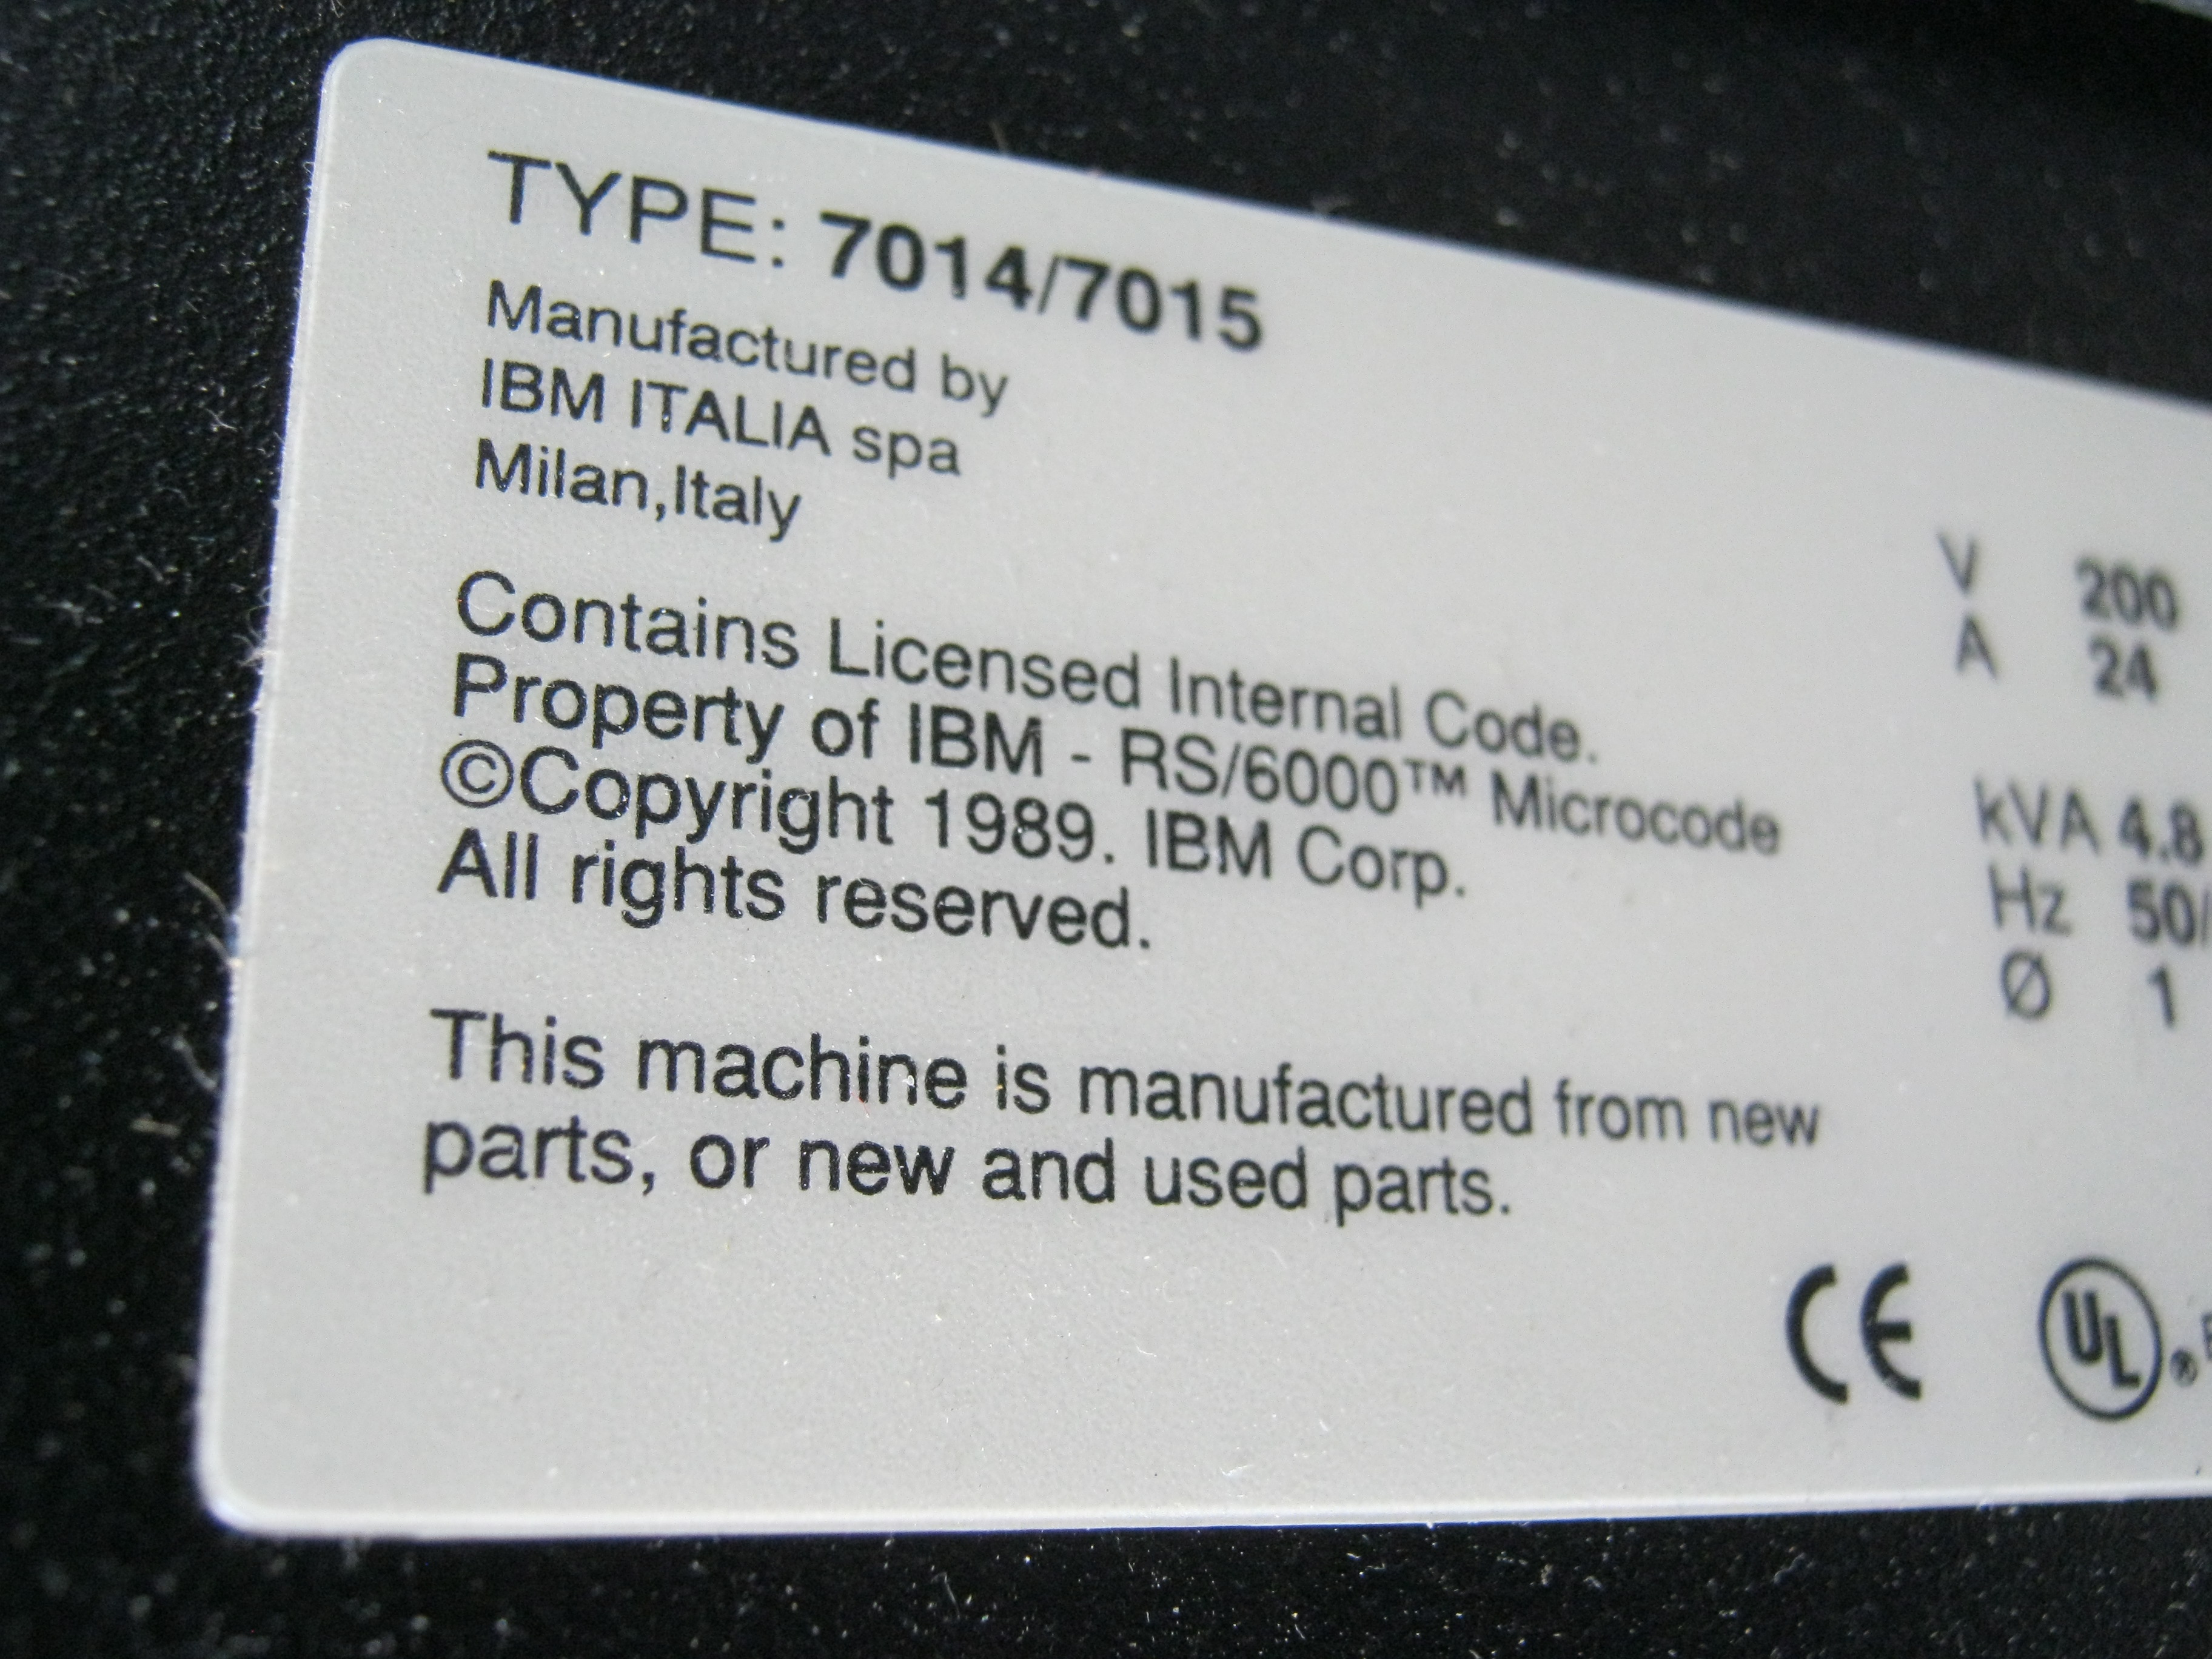 TYPE: 7014/7015
Manufactured by
IBM ITALIA spa
Milan,Italy
Contains Licensed Internal Code.
Property of IBM - RS/6000™ Microcode
©Copyright 1989. IBM Corp.
All rights reserved.
This machine is manufactured from new
parts, or new and used parts.
V 200
A 24
kVA 4.8
Hz 50/
Ø 1
CE UL ®